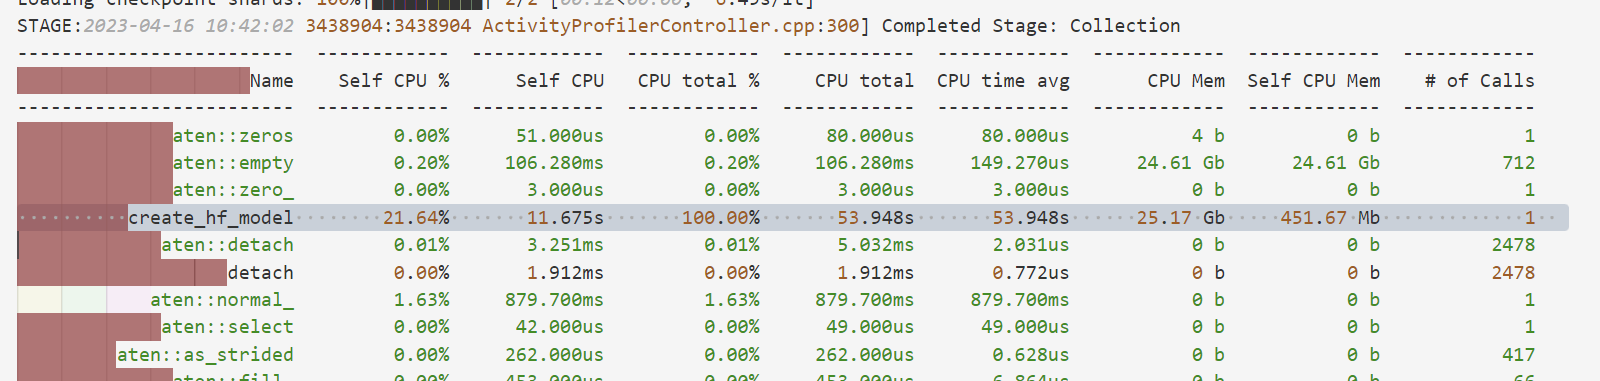 Loading checkpoint shards: 100%| | 2/2 [00:12<00:00, 6.49s/it]
STAGE:2023-04-16 10:42:02 3438904:3438904 ActivityProfilerController.cpp:300] Completed Stage: Collection
------------------------- ------------ ------------ ------------ ------------ ------------ ------------ ------------ ------------
Name Self CPU % Self CPU CPU total % CPU total CPU time avg CPU Mem Self CPU Mem # of Calls
------------------------- ------------ ------------ ------------ ------------ ------------ ------------ ------------ ------------
aten::zeros 0.00% 51.000us 0.00% 80.000us 80.000us 4 b 0 b 1
aten::empty 0.20% 106.280ms 0.20% 106.280ms 149.270us 24.61 Gb 24.61 Gb 712
aten::zero_ 0.00% 3.000us 0.00% 3.000us 3.000us 0 b 0 b 1
create_hf_model 21.64% 11.675s 100.00% 53.948s 53.948s 25.17 Gb 451.67 Mb 1
aten::detach 0.01% 3.251ms 0.01% 5.032ms 2.031us 0 b 0 b 2478
detach 0.00% 1.912ms 0.00% 1.912ms 0.772us 0 b 0 b 2478
aten::normal_ 1.63% 879.700ms 1.63% 879.700ms 879.700ms 0 b 0 b 1
aten::select 0.00% 42.000us 0.00% 49.000us 49.000us 0 b 0 b 1
aten::as_strided 0.00% 262.000us 0.00% 262.000us 0.628us 0 b 0 b 417
aten::fill_ 0.00% 453.000us 0.00% 453.000us 6.864us 0 b 0 b 66